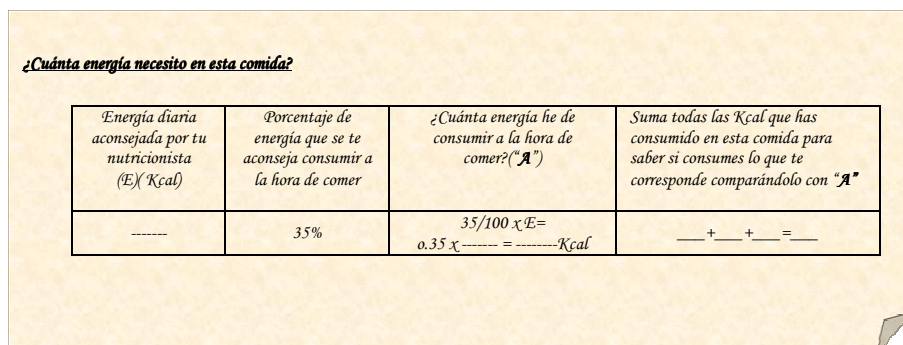 ¿Cuánta energía necesito en esta comida?
Energía diaria
aconsejada por tu
nutricionista
(E)( Kcal)
Porcentaje de
energía que se te
aconseja consumir a
la hora de comer
¿Cuánta energía he de
consumir a la hora de
comer?("A")
Suma todas las Kcal que has
consumido en esta comida para
saber si consumes lo que te
corresponde comparándolo con "A"
-------
35%
35/100 x E=
0.35 x ------- = --------Kcal
___+___+___=___